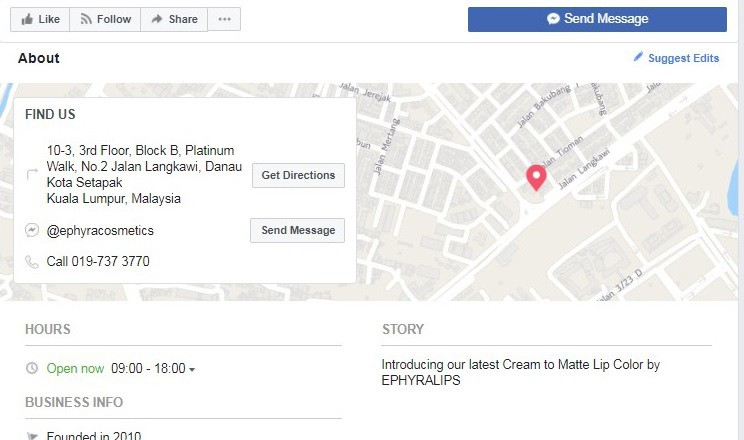 Like
Follow
Share
...
Send Message
About
Suggest Edits
FIND US
10-3, 3rd Floor, Block B, Platinum
Walk, No.2 Jalan Langkawi, Danau
Kota Setapak
Kuala Lumpur, Malaysia
Get Directions
@ephyracosmetics
Send Message
Call 019-737 3770
Jalan Jerejak
Jalan Mertang
Jalan Bakubang
Jalan Tioman
Jalan Langkawi
Jalan 3/23 D
HOURS
Open now 09:00 - 18:00
STORY
Introducing our latest Cream to Matte Lip Color by
EPHYRALIPS
BUSINESS INFO
Founded in 2010